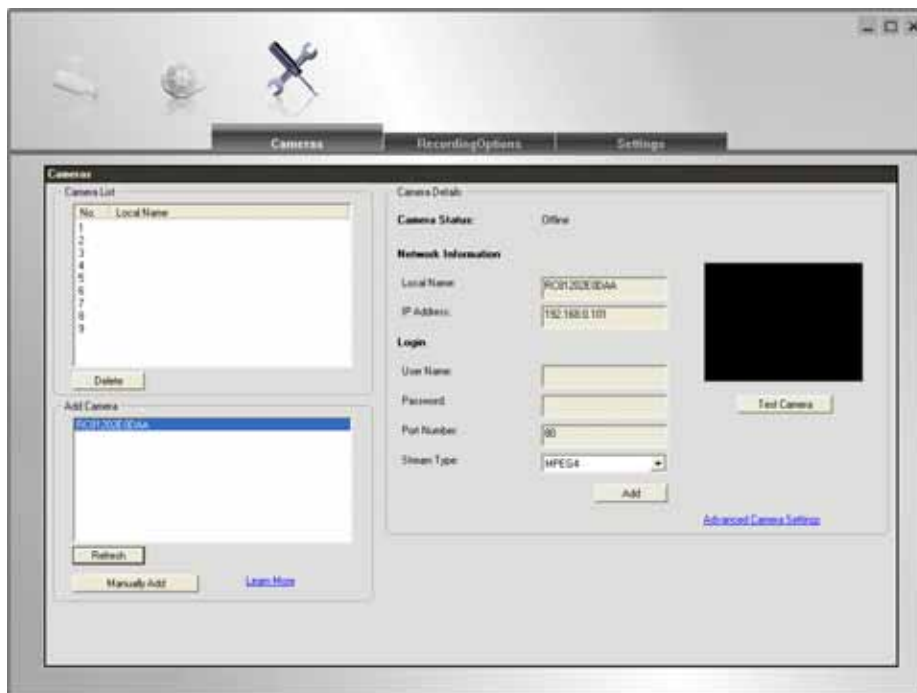 Cameras RecordingOptions Settings
Cameras
Camera List
No. Local Name
1
2
3
4
5
6
7
8
9
Delete
Add Camera
Refresh
Manually Add Learn More
Camera Details
Camera Status: Offline
Network Information
Local Name:
IP Address: 192.168.0.101
Login
User Name:
Password:
Port Number: 80
Stream Type: MPEG4
Add
Test Camera
Advanced Camera Settings